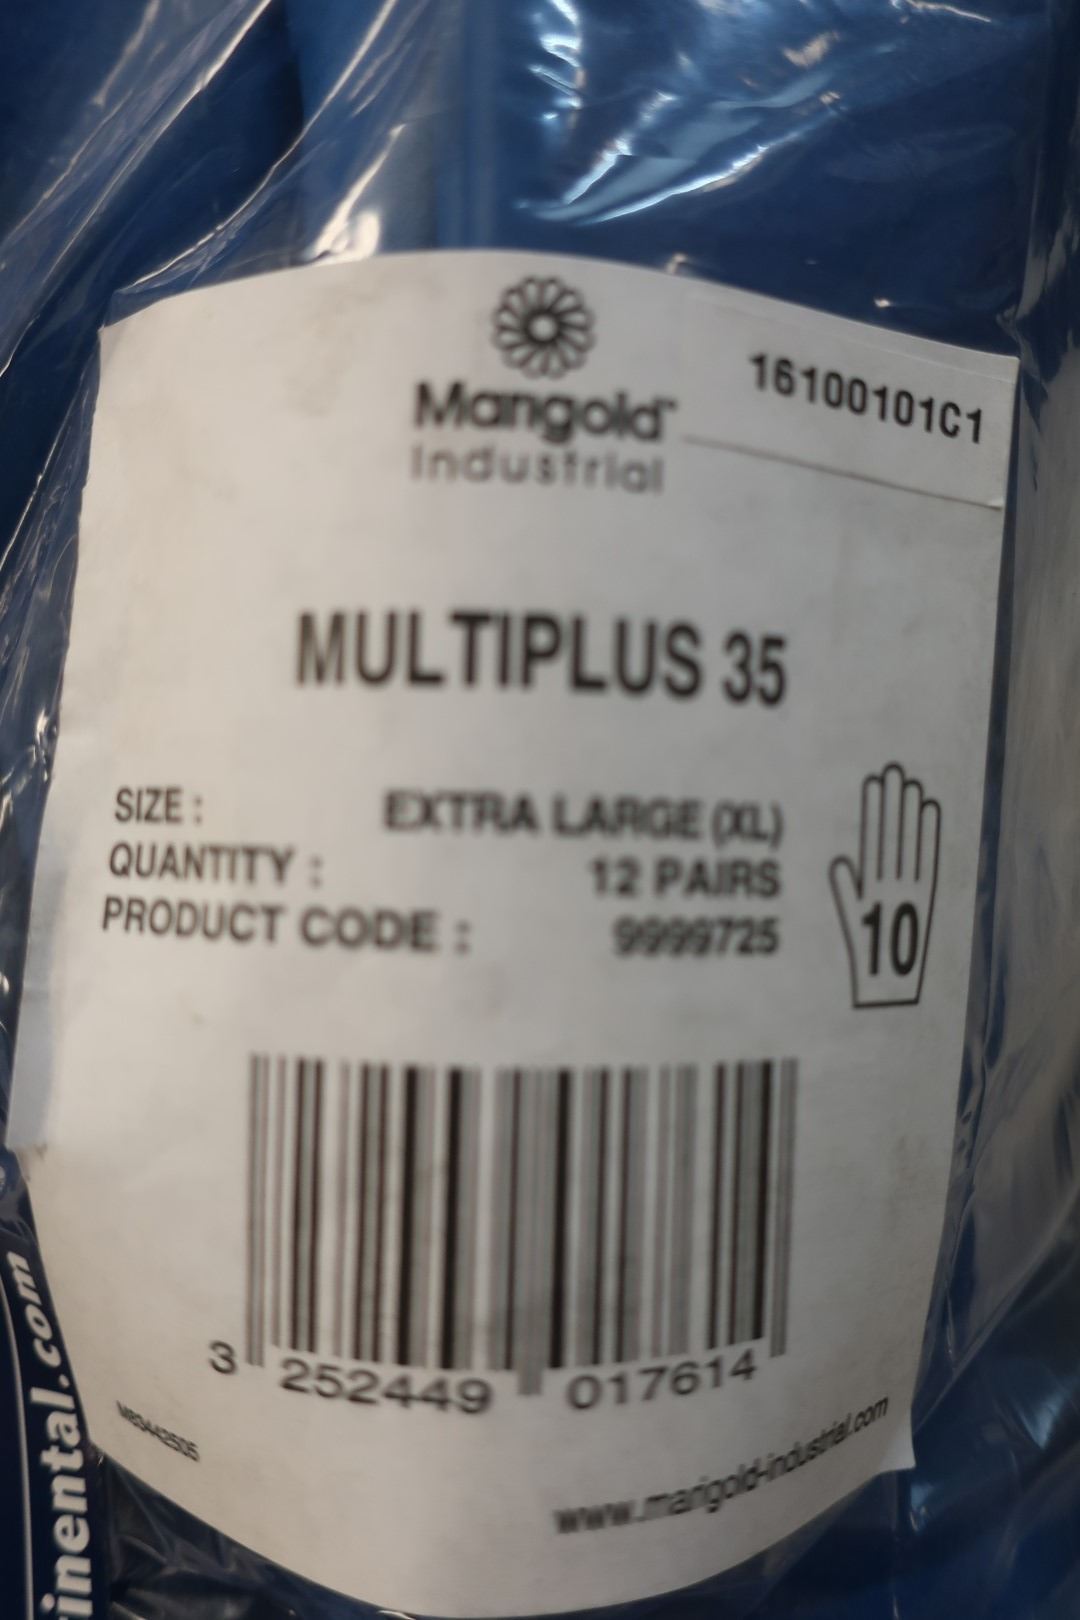 Marigold™
Industrial
16100101C1
MULTIPLUS 35
SIZE : EXTRA LARGE (XL)
QUANTITY : 12 PAIRS
PRODUCT CODE : 9999725
10
3 252449 017614
www.marigold-industrial.com
inental.com